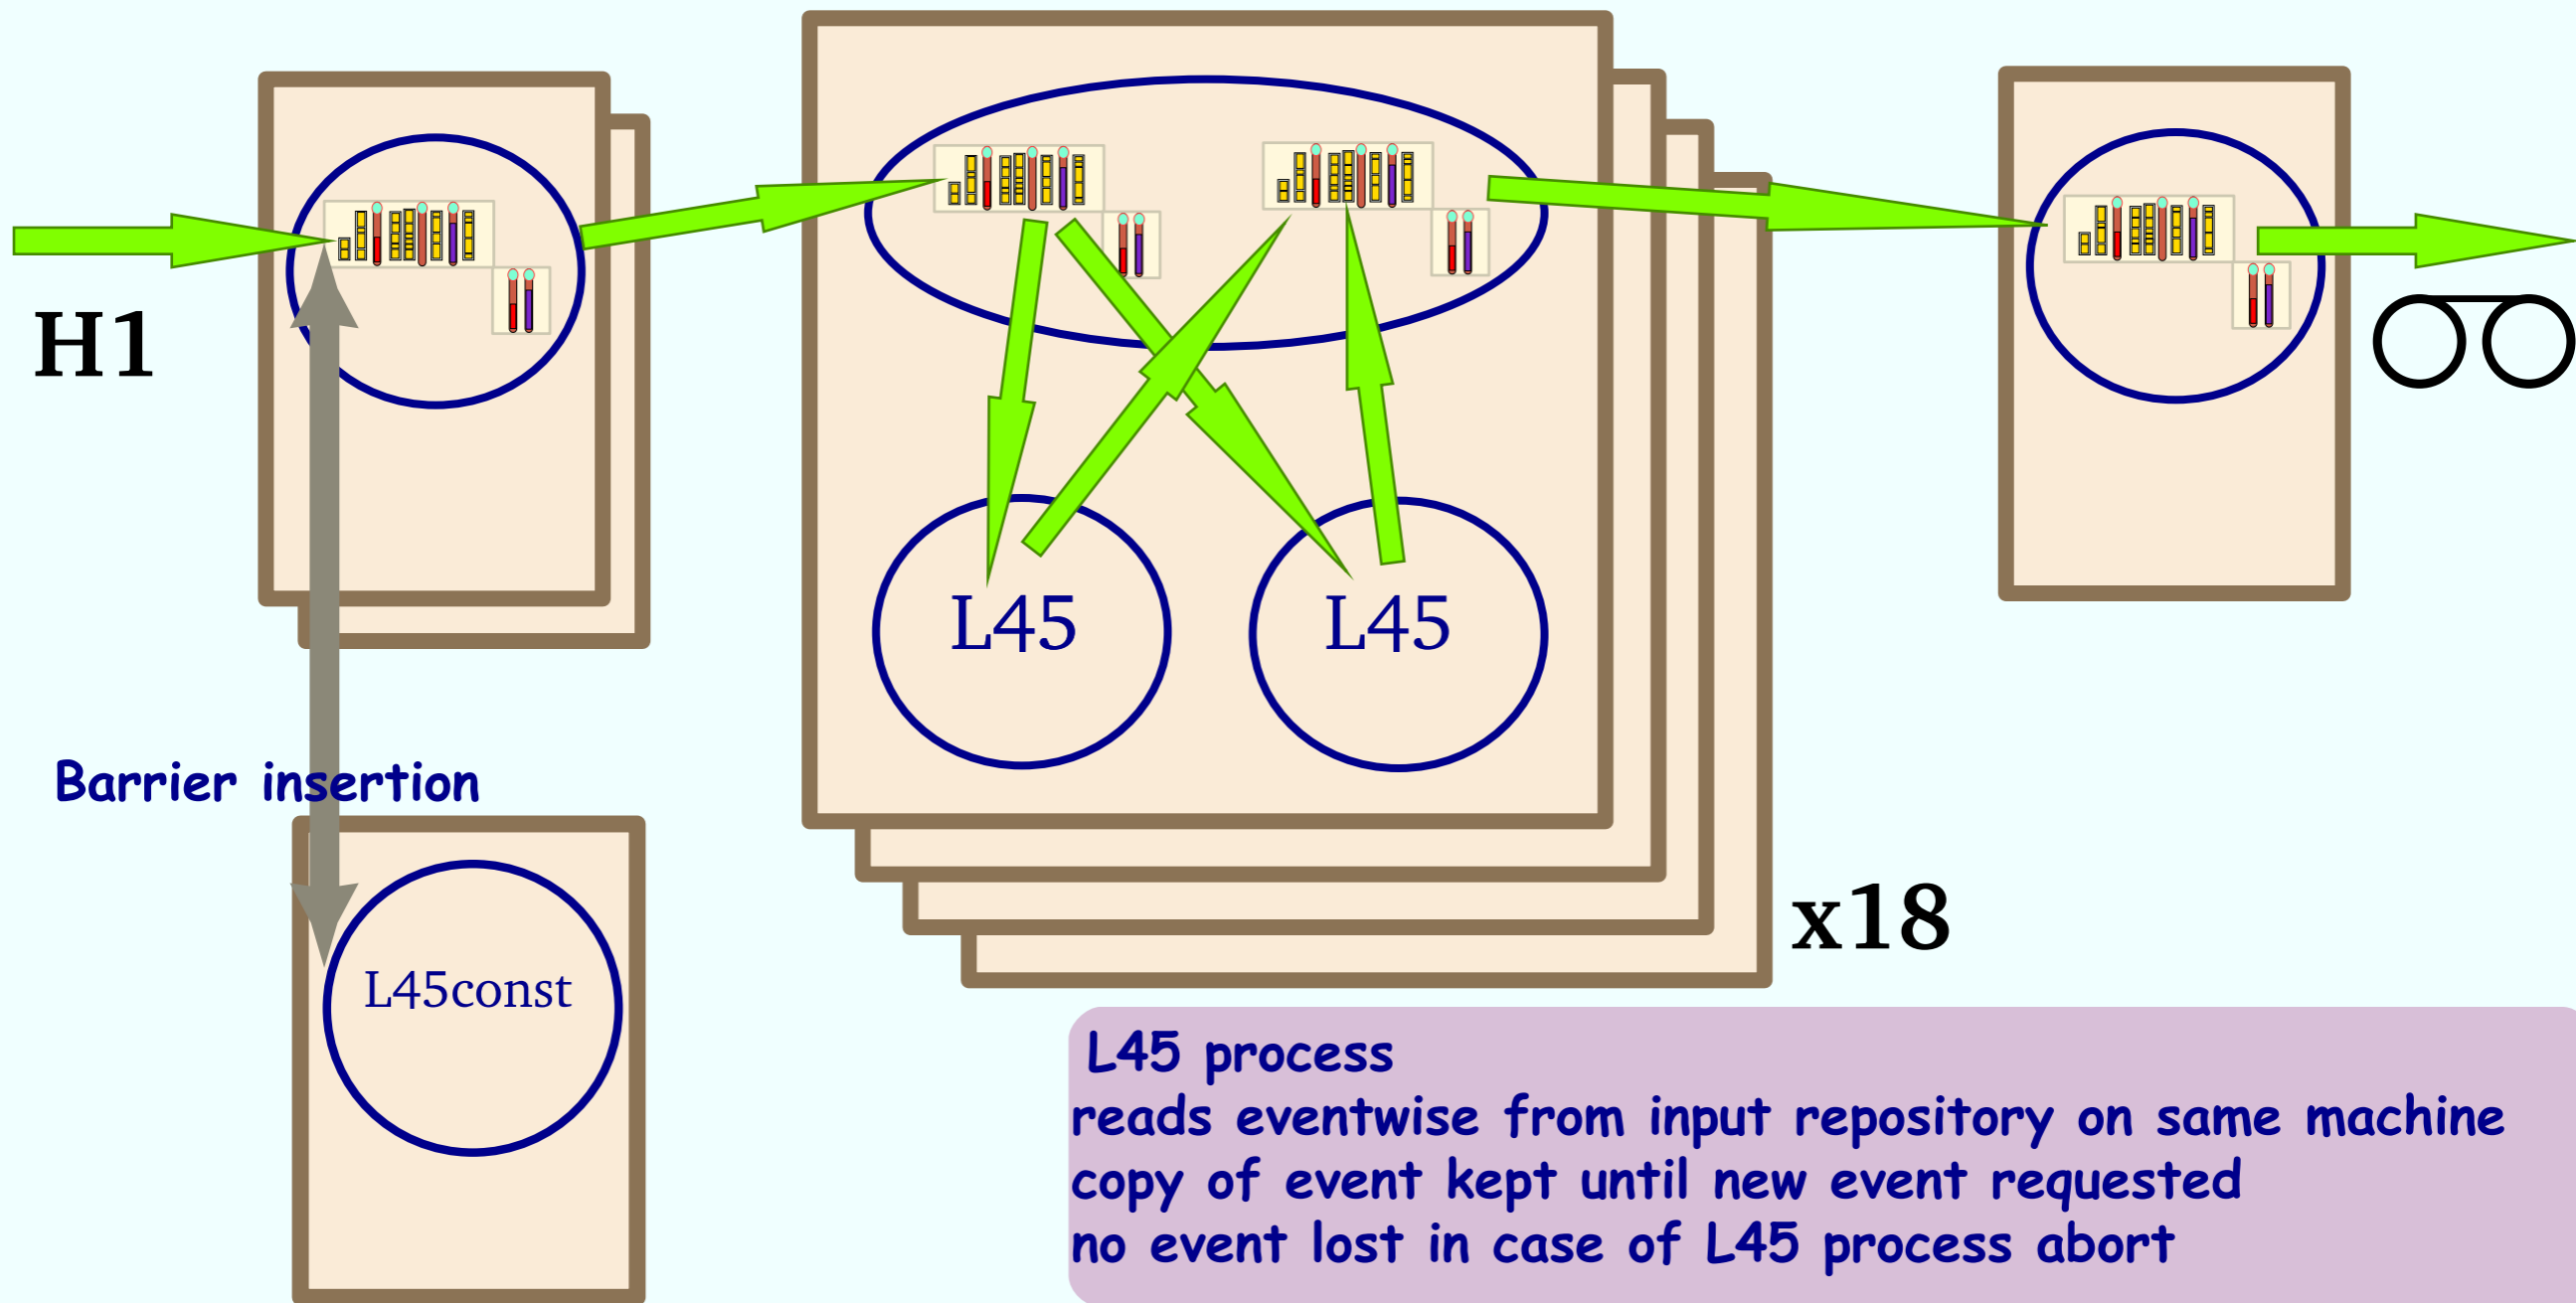 H1
L45
L45
Barrier insertion
x18
L45const
L45 process
reads eventwise from input repository on same machine
copy of event kept until new event requested
no event lost in case of L45 process abort